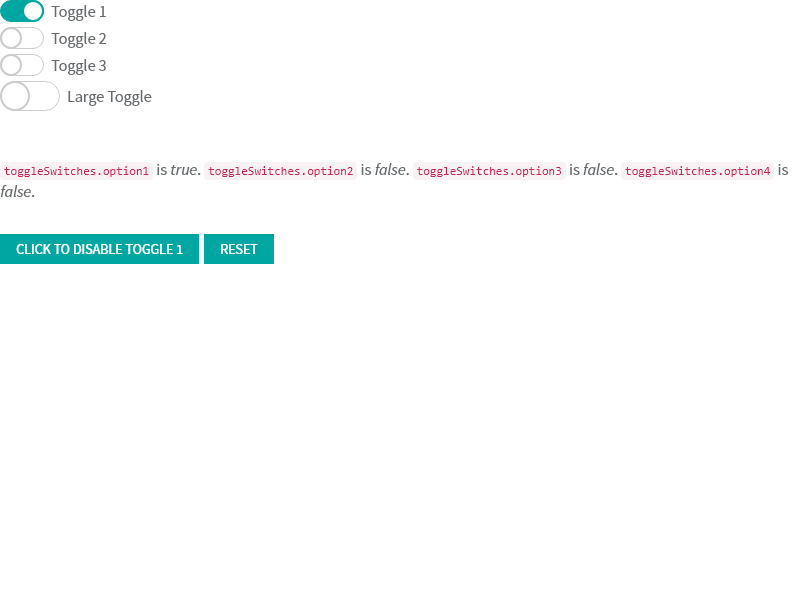 Toggle 1
Toggle 2
Toggle 3
Large Toggle
toggleSwitches.option1 is true. toggleSwitches.option2 is false. toggleSwitches.option3 is false. toggleSwitches.option4 is
false.
CLICK TO DISABLE TOGGLE 1 RESET